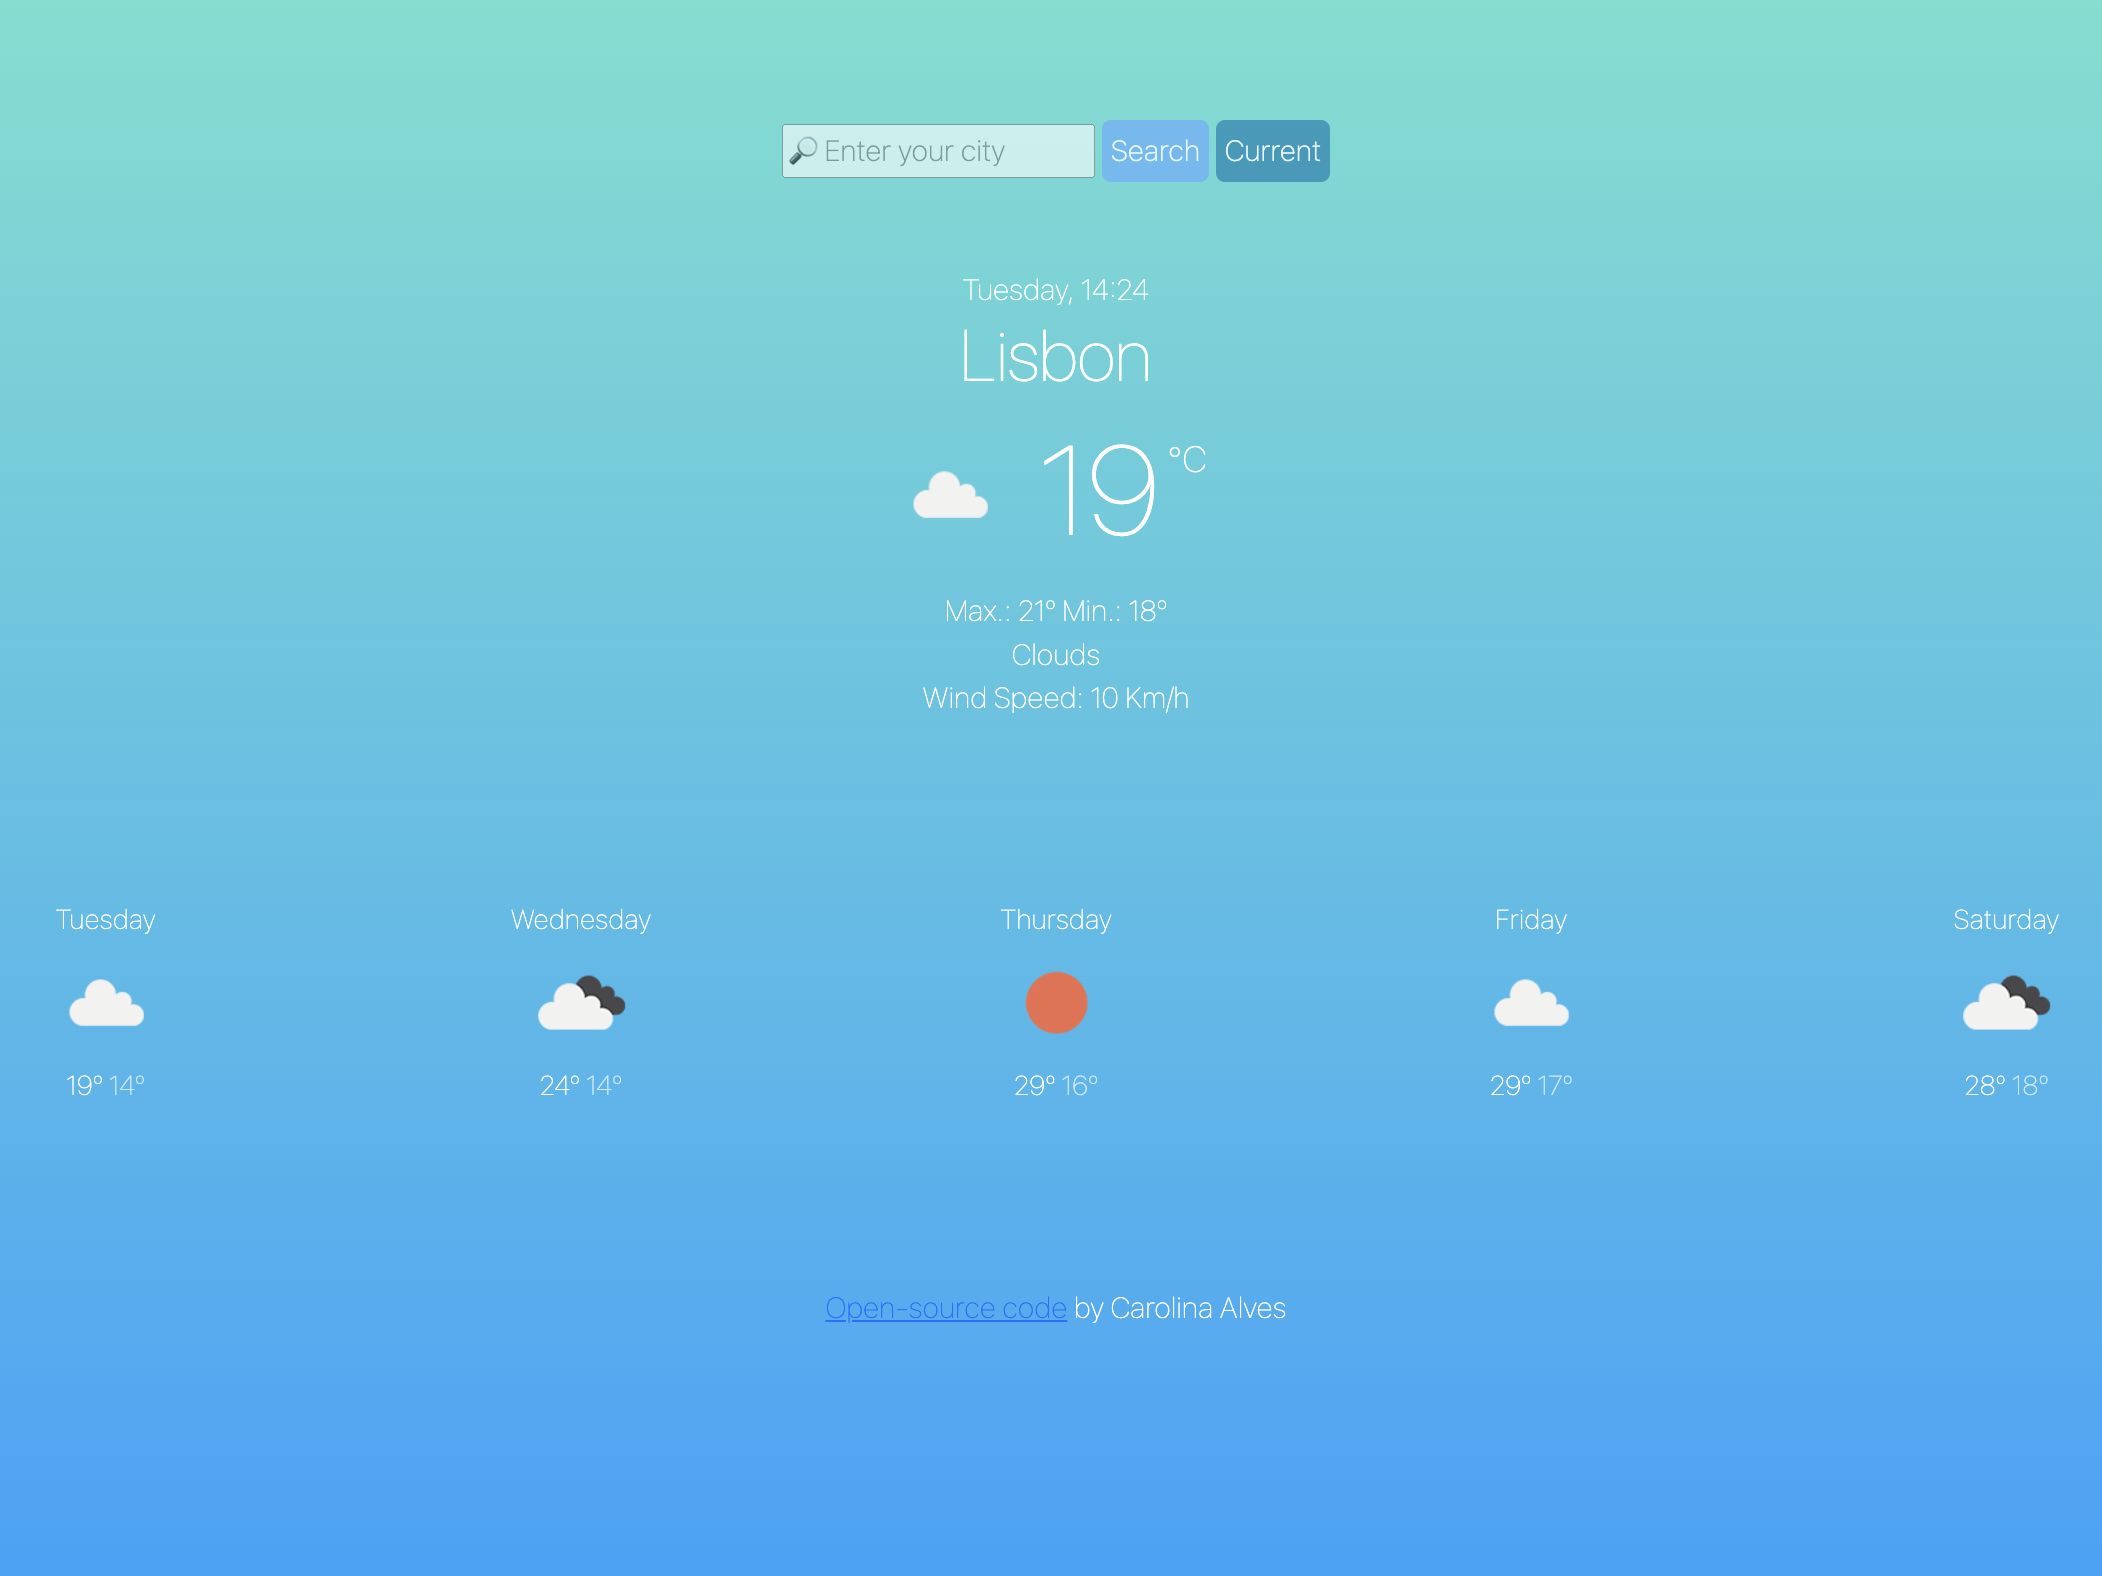 🔎 Enter your city Search Current
Tuesday, 14:24
Lisbon
19 °C
Max.: 21° Min.: 18°
Clouds
Wind Speed: 10 Km/h
Tuesday Wednesday Thursday Friday Saturday
19° 14° 24° 14° 29° 16° 29° 17° 28° 18°
Open-source code by Carolina Alves